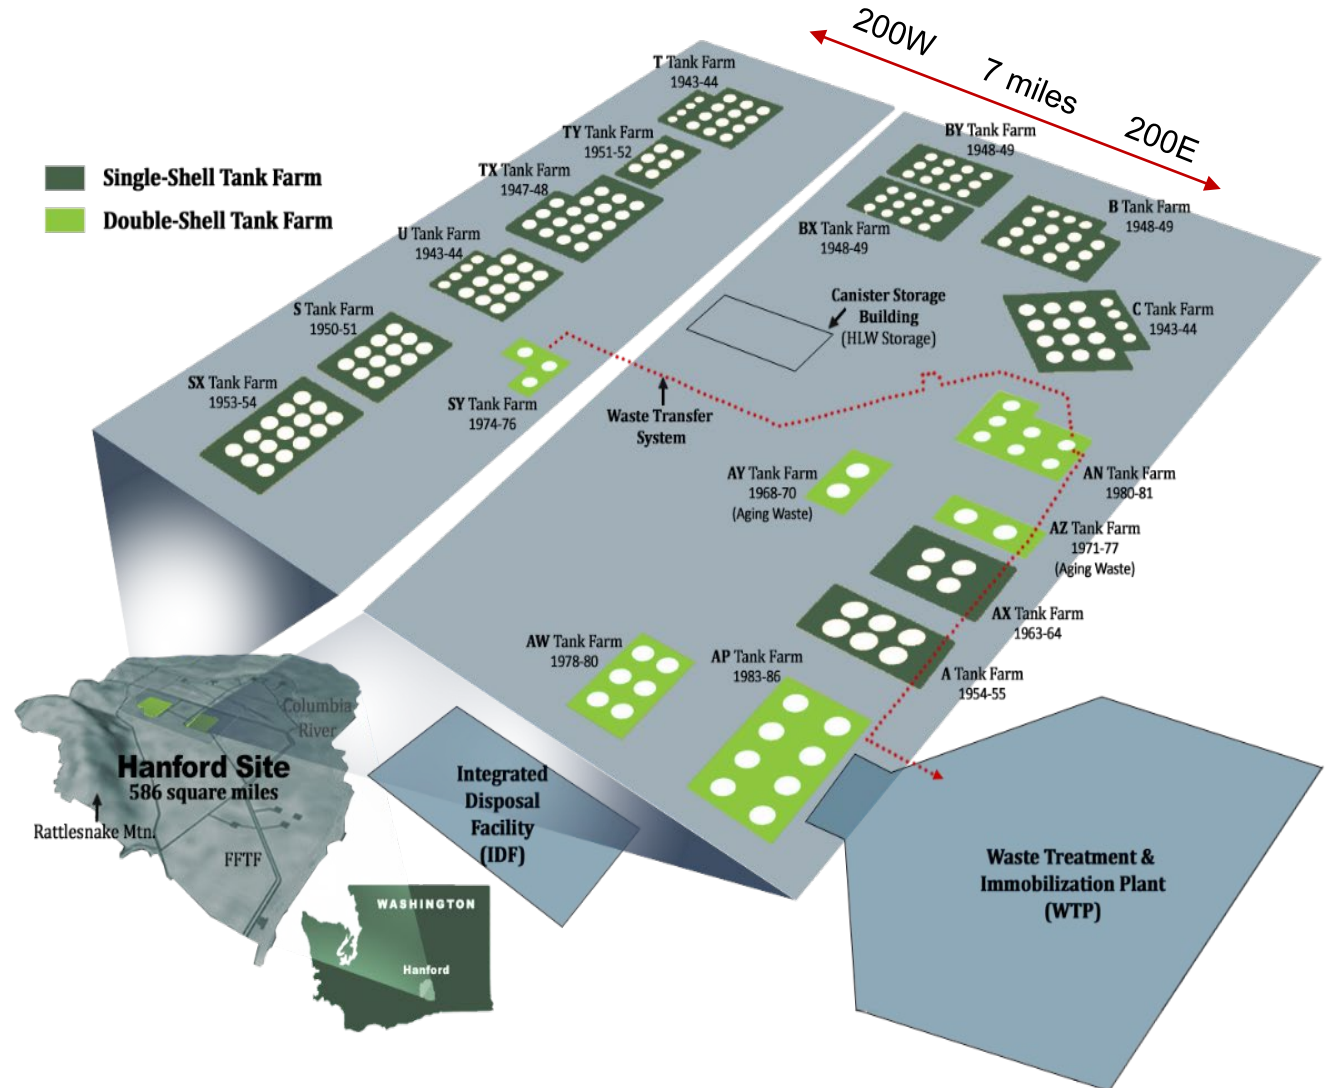 200W
7 miles
200E
Single-Shell Tank Farm
Double-Shell Tank Farm
T Tank Farm
1943-44
TY Tank Farm
1951-52
TX Tank Farm
1947-48
U Tank Farm
1943-44
S Tank Farm
1950-51
SX Tank Farm
1953-54
SY Tank Farm
1974-76
BY Tank Farm
1948-49
BX Tank Farm
1948-49
B Tank Farm
1948-49
C Tank Farm
1943-44
Canister Storage
Building
(HLW Storage)
Waste Transfer
System
AY Tank Farm
1968-70
(Aging Waste)
AN Tank Farm
1980-81
AZ Tank Farm
1971-77
(Aging Waste)
AX Tank Farm
1963-64
A Tank Farm
1954-55
AW Tank Farm
1978-80
AP Tank Farm
1983-86
Columbia
River
Hanford Site
586 square miles
Rattlesnake Mtn.
FFTF
Integrated
Disposal
Facility
(IDF)
Waste Treatment &
Immobilization Plant
(WTP)
WASHINGTON
Hanford